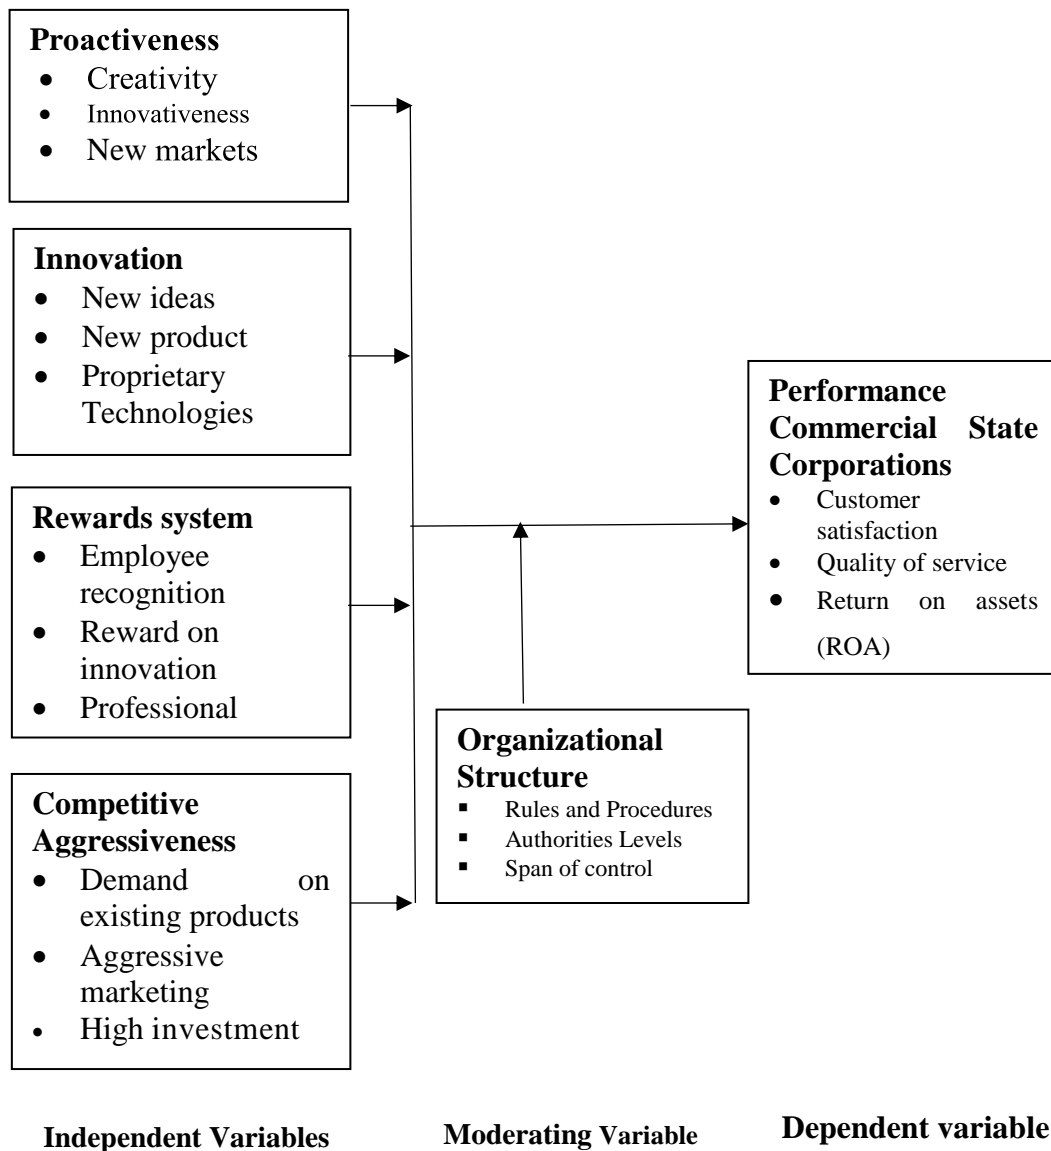 Proactiveness
• Creativity
• Innovativeness
• New markets
Innovation
• New ideas
• New product
• Proprietary
Technologies
Rewards system
• Employee
recognition
• Reward on
innovation
• Professional
Competitive
Aggressiveness
• Demand on
existing products
• Aggressive
marketing
• High investment
Organizational
Structure
▪ Rules and Procedures
▪ Authorities Levels
▪ Span of control
Performance
Commercial State
Corporations
• Customer
satisfaction
• Quality of service
• Return on assets
(ROA)
Independent Variables
Moderating Variable
Dependent variable